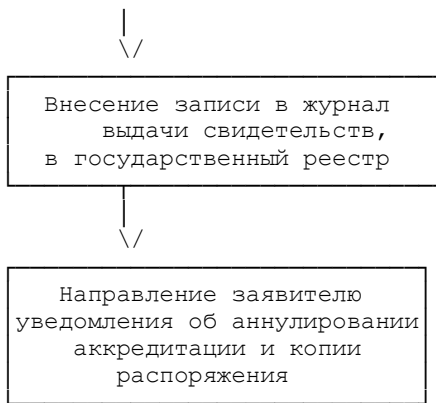 Внесение записи в журнал
выдачи свидетельств,
в государственный реестр
Направление заявителю
уведомления об аннулировании
аккредитации и копии
распоряжения